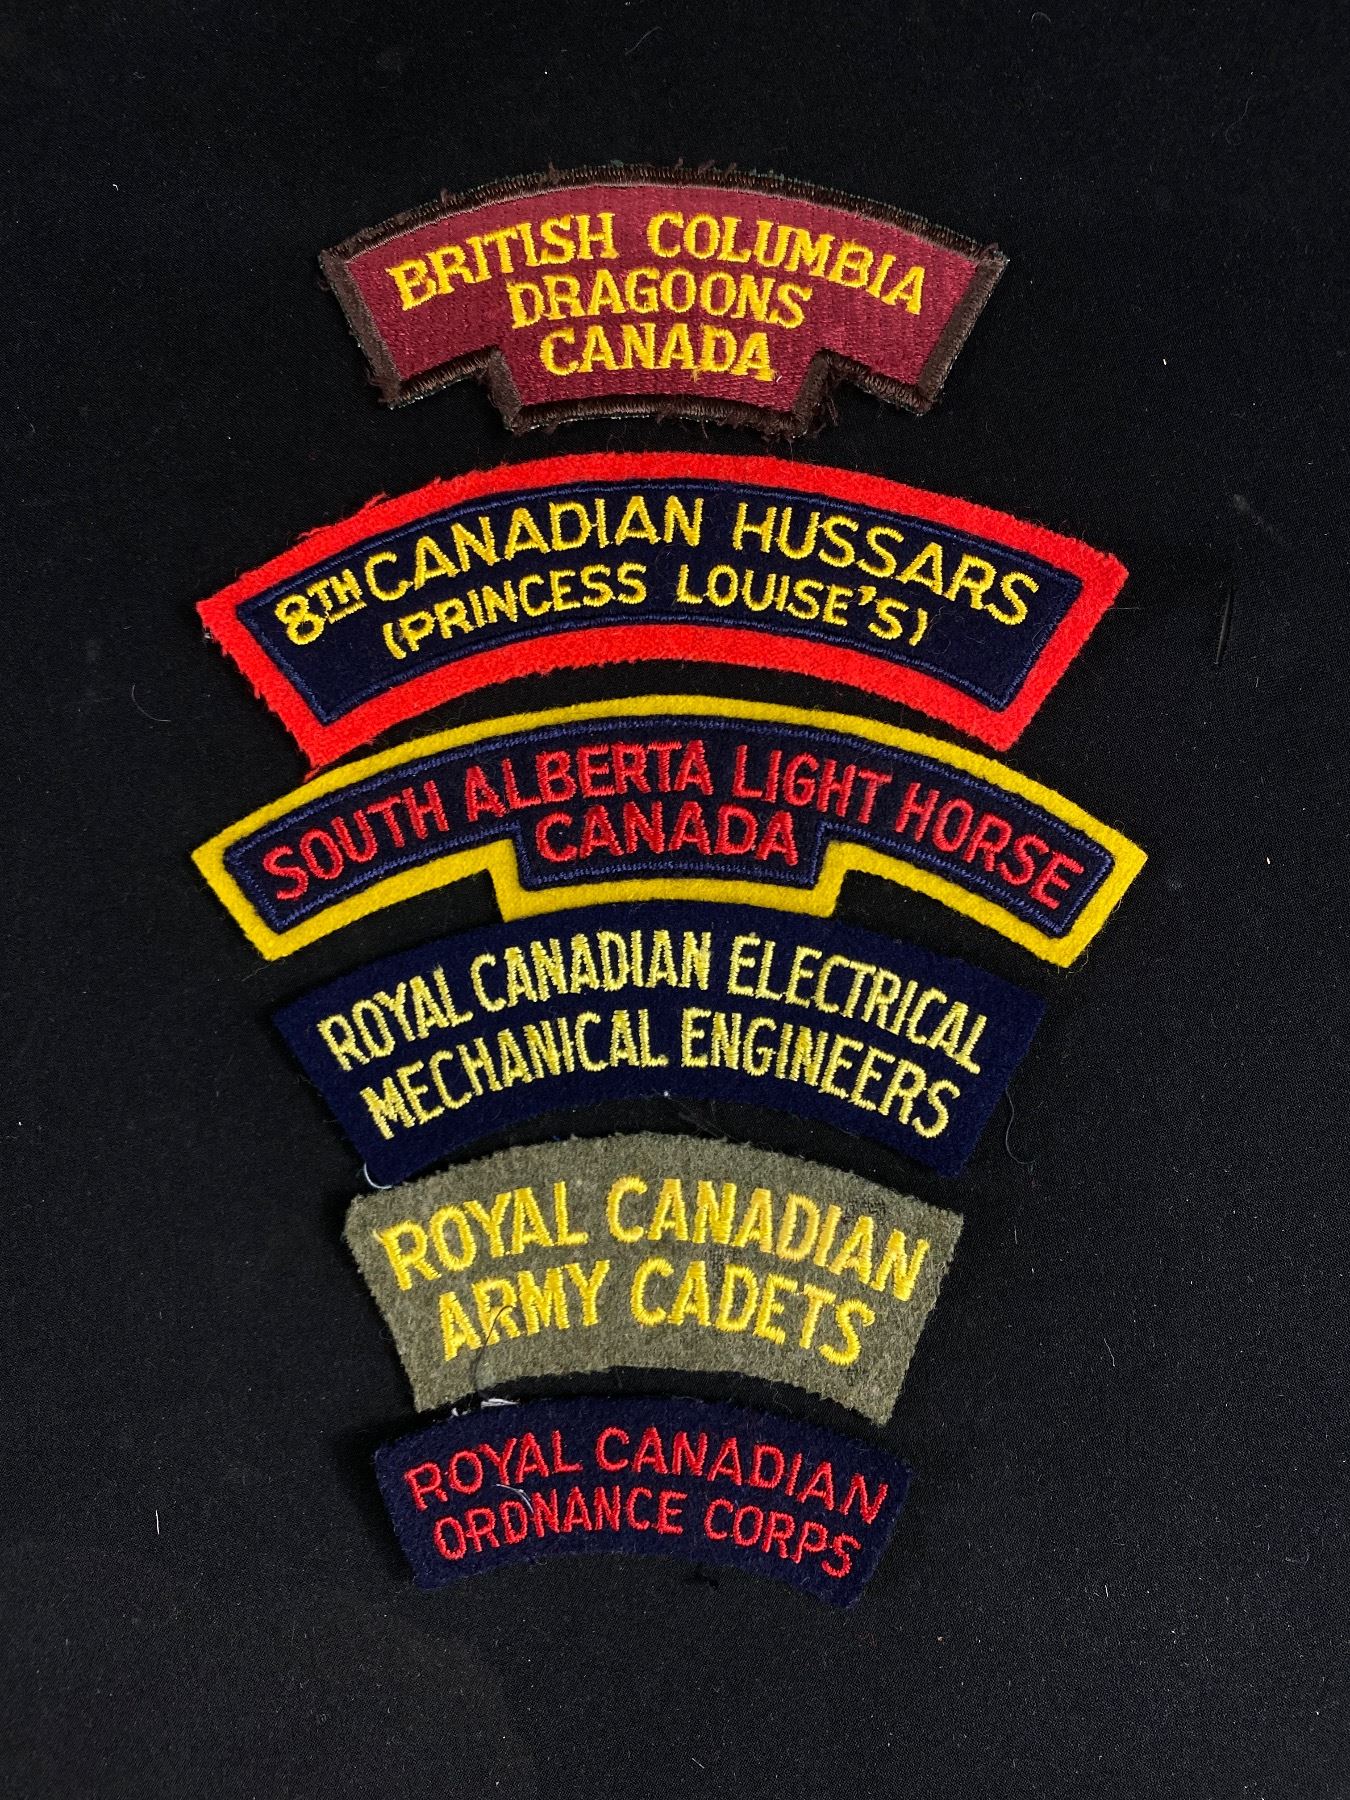 BRITISH COLUMBIA
DRAGOONS
CANADA
8TH CANADIAN HUSSARS
(PRINCESS LOUISE'S)
SOUTH ALBERTA LIGHT HORSE
CANADA
ROYAL CANADIAN ELECTRICAL
MECHANICAL ENGINEERS
ROYAL CANADIAN
ARMY CADETS
ROYAL CANADIAN
ORDNANCE CORPS